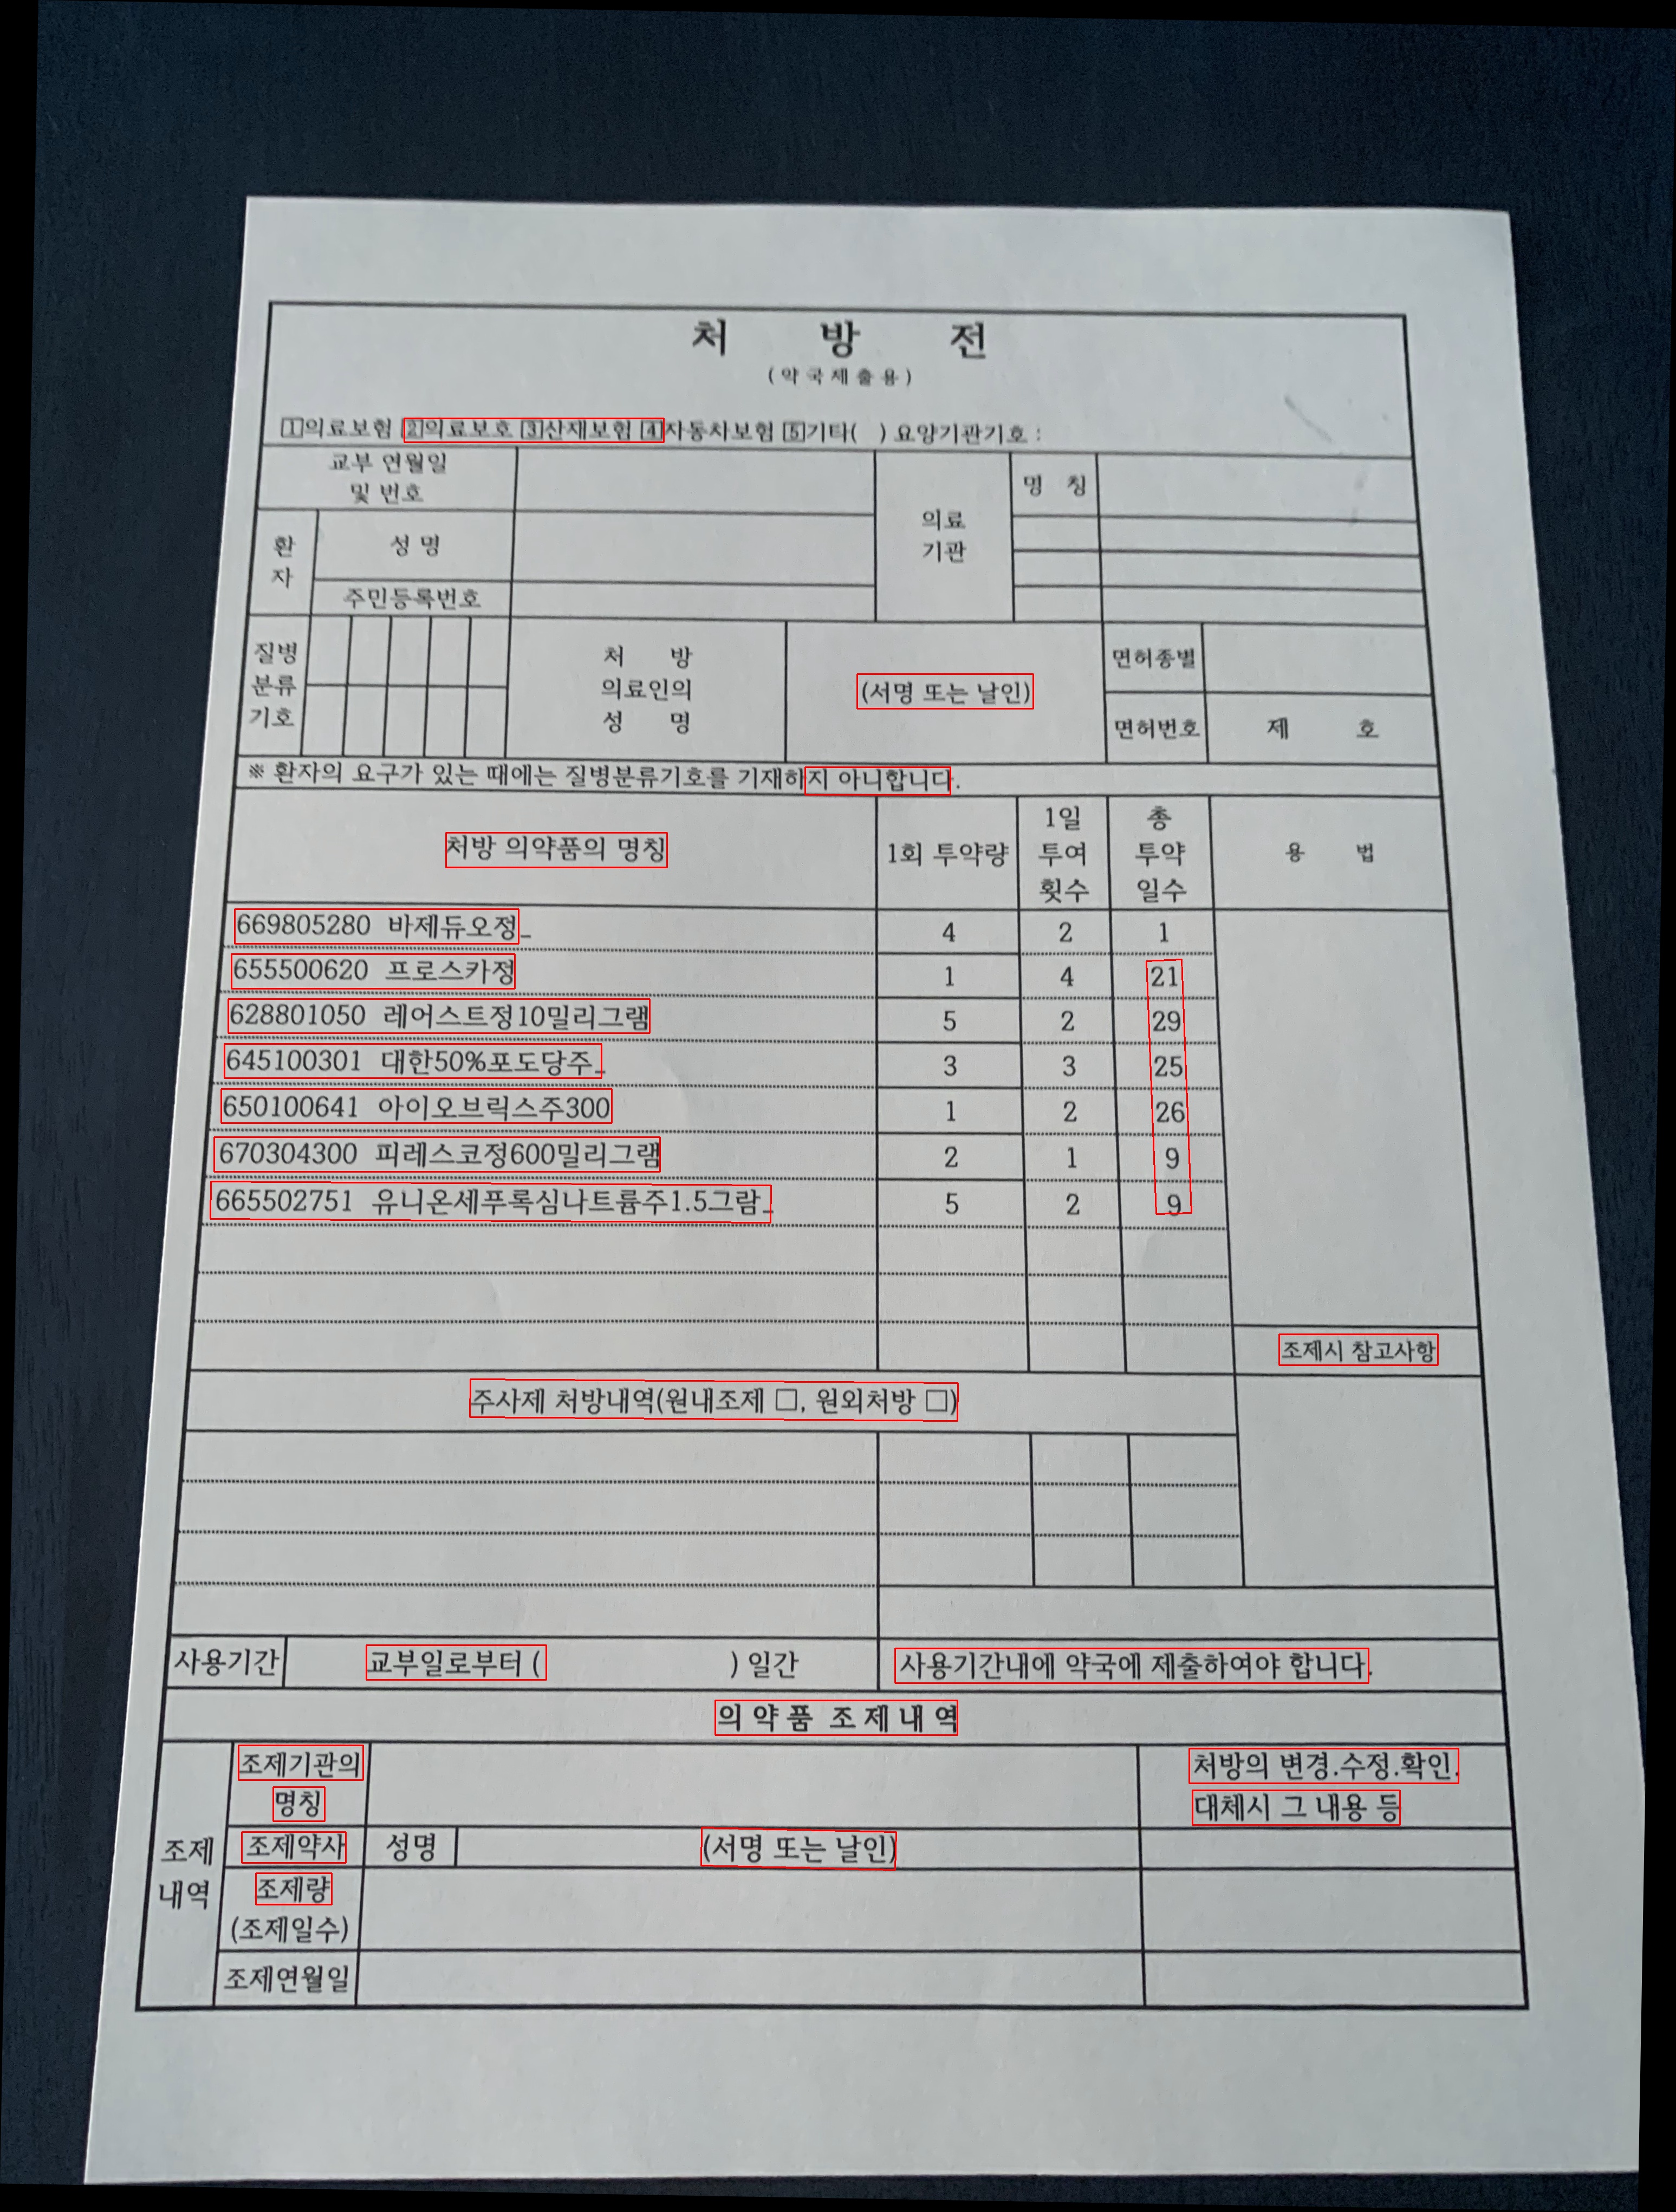 처 방 전
(약국제출용)
1의료보험 2의료보호 3산재보험 4자동차보험 5기타( ) 요양기관기호 :
교부 연월일
및 번호
의료
기관
명 칭
환
자
성 명
주민등록번호
질병
분류
기호
처 방
의료인의
성 명
(서명 또는 날인)
면허종별
면허번호 제 호
※ 환자의 요구가 있는 때에는 질병분류기호를 기재하지 아니합니다.
처방 의약품의 명칭
1회 투약량
1일
투여
횟수
총
투약
일수
용 법
669805280 바제듀오정_ 4 2 1
655500620 프로스카정 1 4 21
628801050 레어스트정10밀리그램 5 2 29
645100301 대한50%포도당주_ 3 3 25
650100641 아이오브릭스주300 1 2 26
670304300 피레스코정600밀리그램 2 1 9
665502751 유니온세푸록심나트륨주1.5그람_ 5 2 9
조제시 참고사항
주사제 처방내역(원내조제 □, 원외처방 □)
사용기간 교부일로부터 ( ) 일간 사용기간내에 약국에 제출하여야 합니다.
의 약 품 조 제 내 역
조제
내역
조제기관의
명칭
처방의 변경.수정.확인.
대체시 그 내용 등
조제약사 성명 (서명 또는 날인)
조제량
(조제일수)
조제연월일